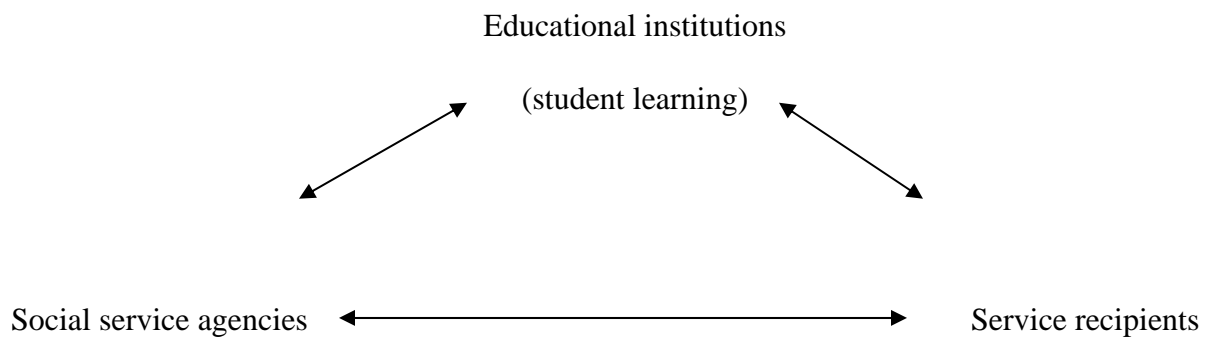 Educational institutions
(student learning)
Social service agencies
Service recipients